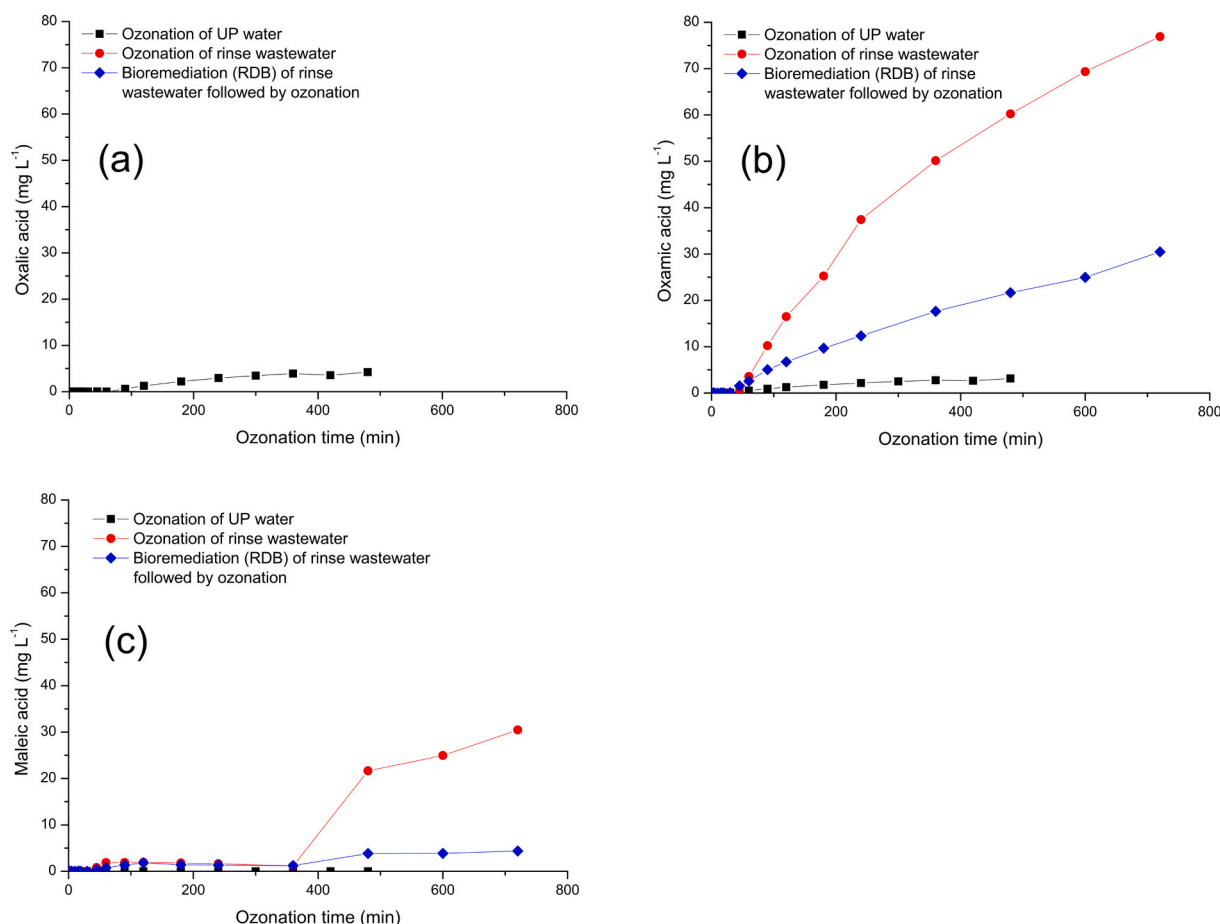 80
70
60
50
40
30
20
10
0
Oxalic acid (mg L⁻¹)
Ozonation of UP water
Ozonation of rinse wastewater
Bioremediation (RDB) of rinse
wastewater followed by ozonation
(a)
0 200 400 600 800
Ozonation time (min)
80
70
60
50
40
30
20
10
0
Oxamic acid (mg L⁻¹)
Ozonation of UP water
Ozonation of rinse wastewater
Bioremediation (RDB) of rinse
wastewater followed by ozonation
(b)
0 200 400 600 800
Ozonation time (min)
80
70
60
50
40
30
20
10
0
Maleic acid (mg L⁻¹)
Ozonation of UP water
Ozonation of rinse wastewater
Bioremediation (RDB) of rinse wastewater
followed by ozonation
(c)
0 200 400 600 800
Ozonation time (min)